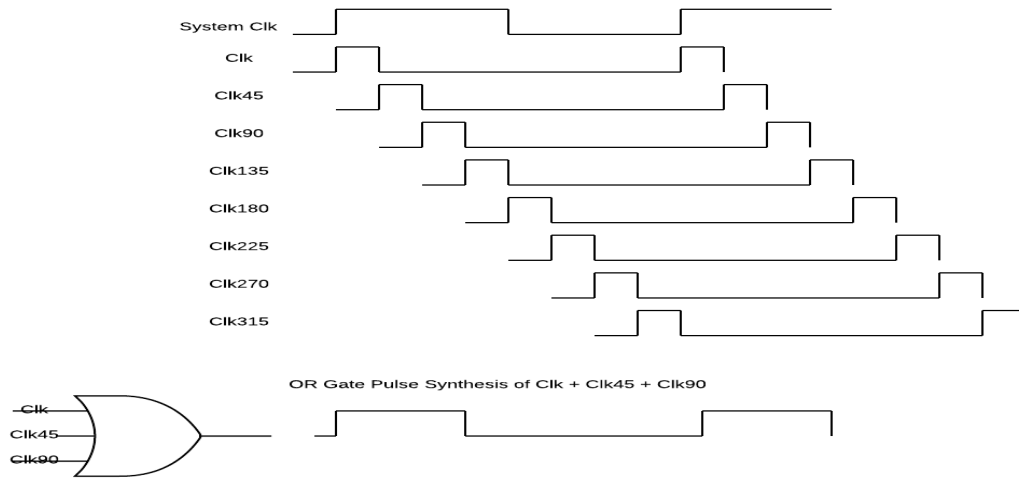 System Clk
Clk
Clk45
Clk90
Clk135
Clk180
Clk225
Clk270
Clk315
OR Gate Pulse Synthesis of Clk + Clk45 + Clk90
Clk
Clk45
Clk90